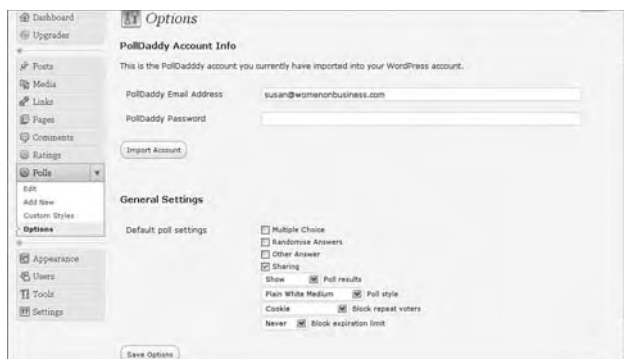 Dashboard
Upgrades
Posts
Media
Links
Pages
Comments
Ratings
Polls
Edit
Add New
Custom Styles
Options
Appearance
Users
Tools
Settings
Options
PollDaddy Account Info
This is the PollDadddy account you currently have imported into your WordPress account.
PollDaddy Email Address susan@womenonbusiness.com
PollDaddy Password
Import Account
General Settings
Default poll settings Multiple Choice
Randomise Answers
Other Answer
Sharing
Show Poll results
Plain White Medium Poll style
Cookie Block repeat voters
Never Block expiration limit
Save Options